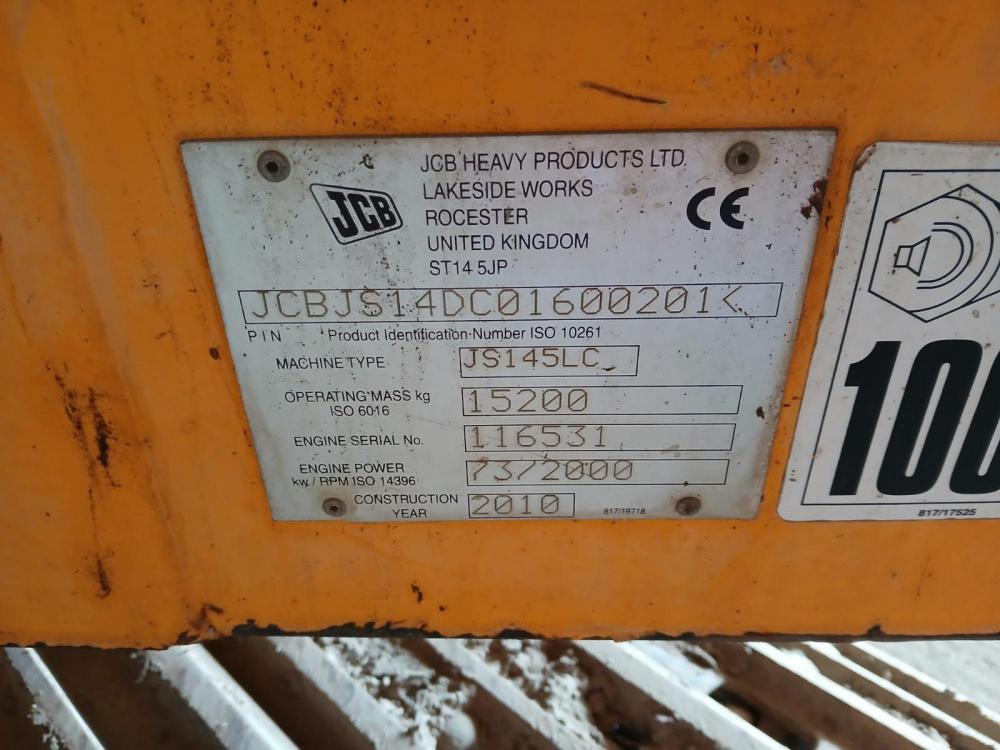 JCB HEAVY PRODUCTS LTD.
JCB
LAKESIDE WORKS
ROCESTER
UNITED KINGDOM
ST14 5JP
CE
JCBJS14DC01600201<
PIN Product Identification Number ISO 10261
MACHINE TYPE JS145LC
OPERATING MASS kg
ISO 6016
15200
ENGINE SERIAL No. 116531
ENGINE POWER
kw / RPM ISO 14396
73/2000
CONSTRUCTION
YEAR
2010
817/19718
100
817/17525